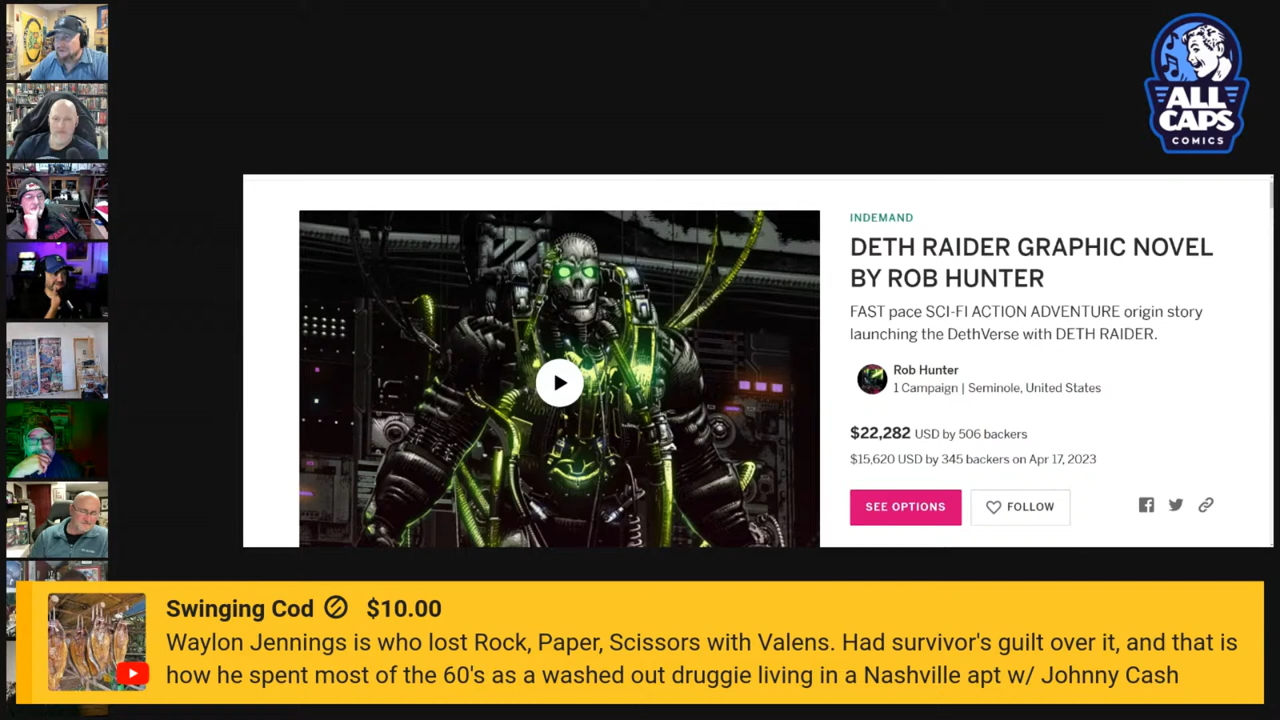 ALL
CAPS
COMICS
INDEMAND
DETH RAIDER GRAPHIC NOVEL
BY ROB HUNTER
FAST pace SCI-FI ACTION ADVENTURE origin story
launching the DethVerse with DETH RAIDER.
Rob Hunter
1 Campaign | Seminole, United States
$22,282 USD by 506 backers
$15,620 USD by 345 backers on Apr 17, 2023
SEE OPTIONS
FOLLOW
Swinging Cod $10.00
Waylon Jennings is who lost Rock, Paper, Scissors with Valens. Had survivor's guilt over it, and that is
how he spent most of the 60's as a washed out druggie living in a Nashville apt w/ Johnny Cash